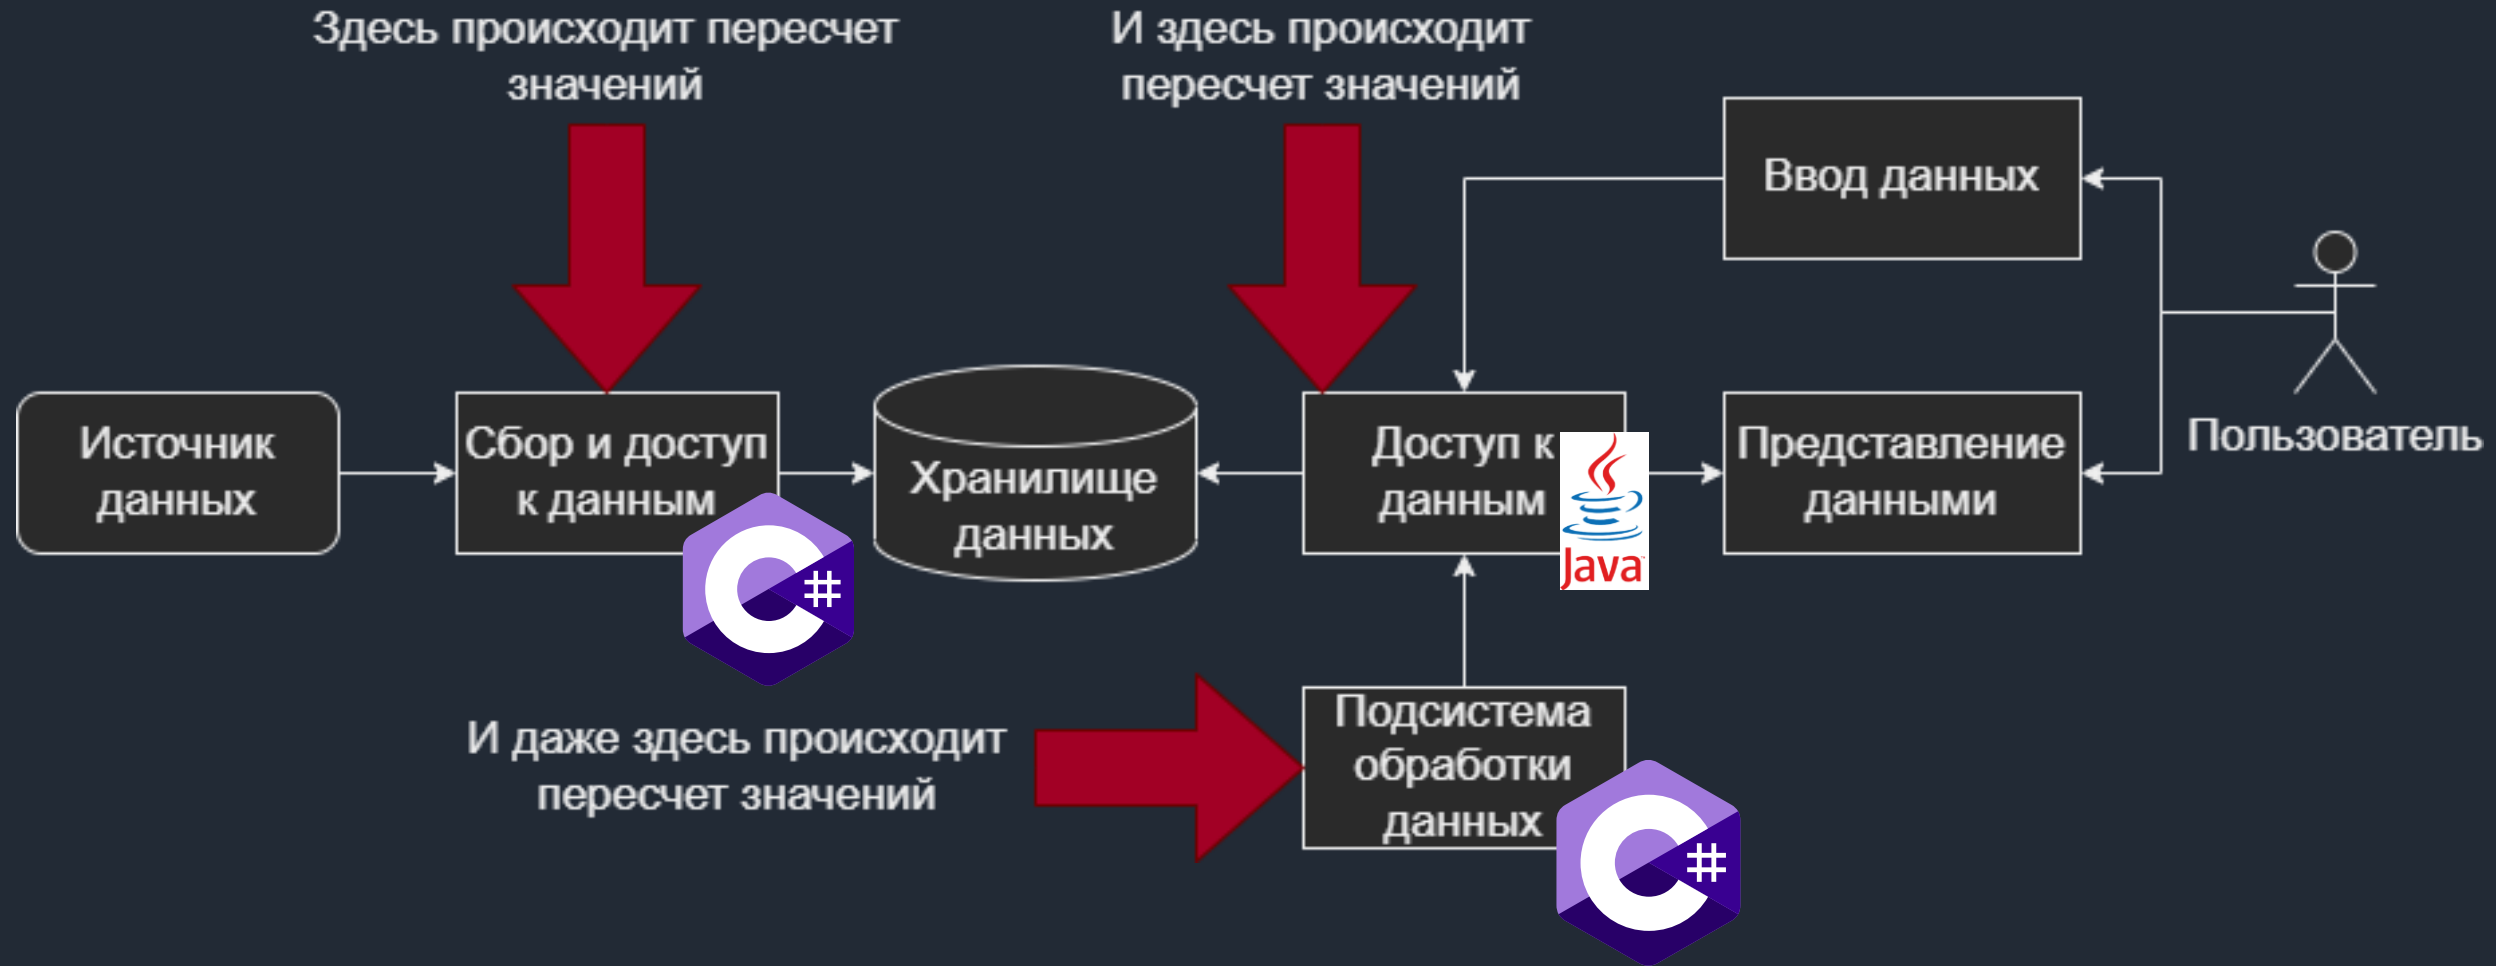 Здесь происходит пересчет
значений
И здесь происходит
пересчет значений
Ввод данных
Пользователь
Источник
данных
Сбор и доступ
к данным
#
Хранилище
данных
Доступ к
данным
Java
Представление
данными
И даже здесь происходит
пересчет значений
Подсистема
обработки
данных
#